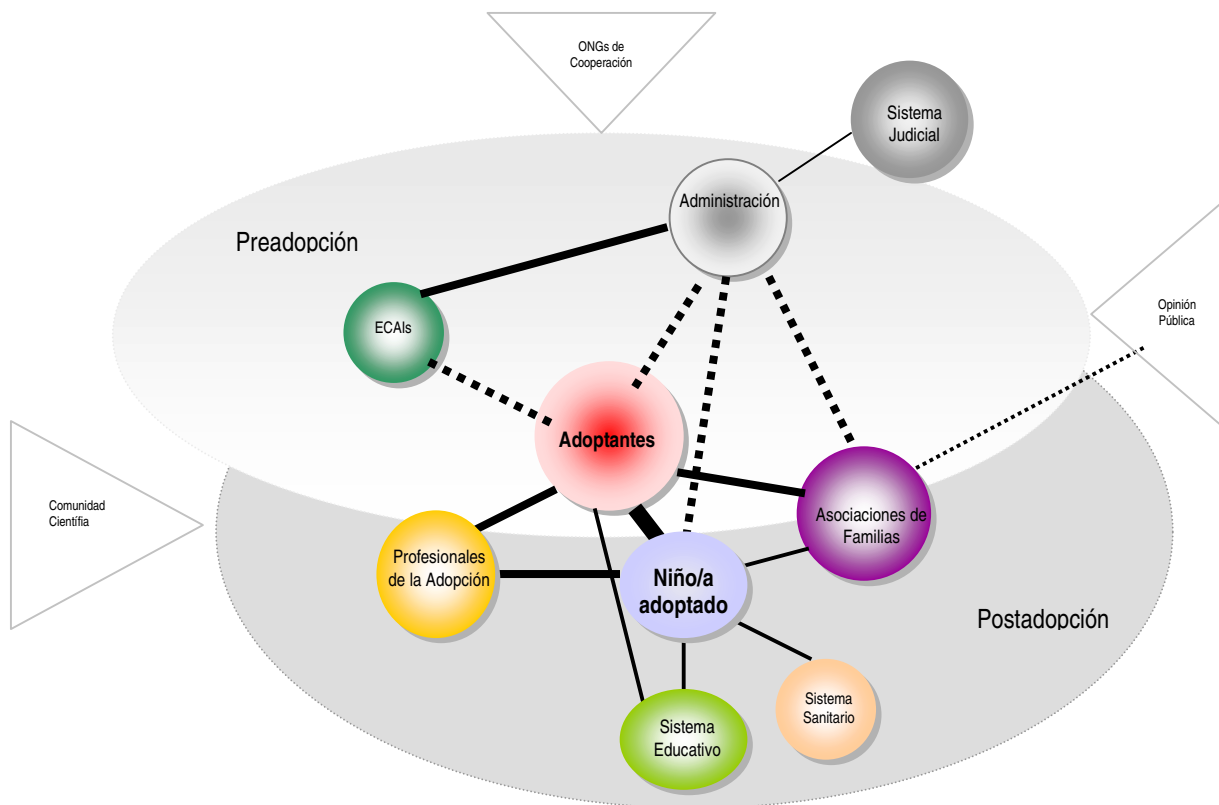 ONGs de
Cooperación
Sistema
Judicial
Administración
Preadopción
Opinión
Pública
ECAIs
Adoptantes
Comunidad
Científia
Asociaciones de
Familias
Profesionales
de la Adopción
Niño/a
adoptado
Postadopción
Sistema
Sanitario
Sistema
Educativo